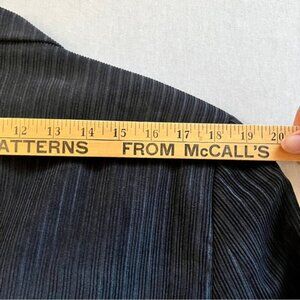 12 13 14 15 16 17 18 19 20
ATTERNS FROM McCALL'S